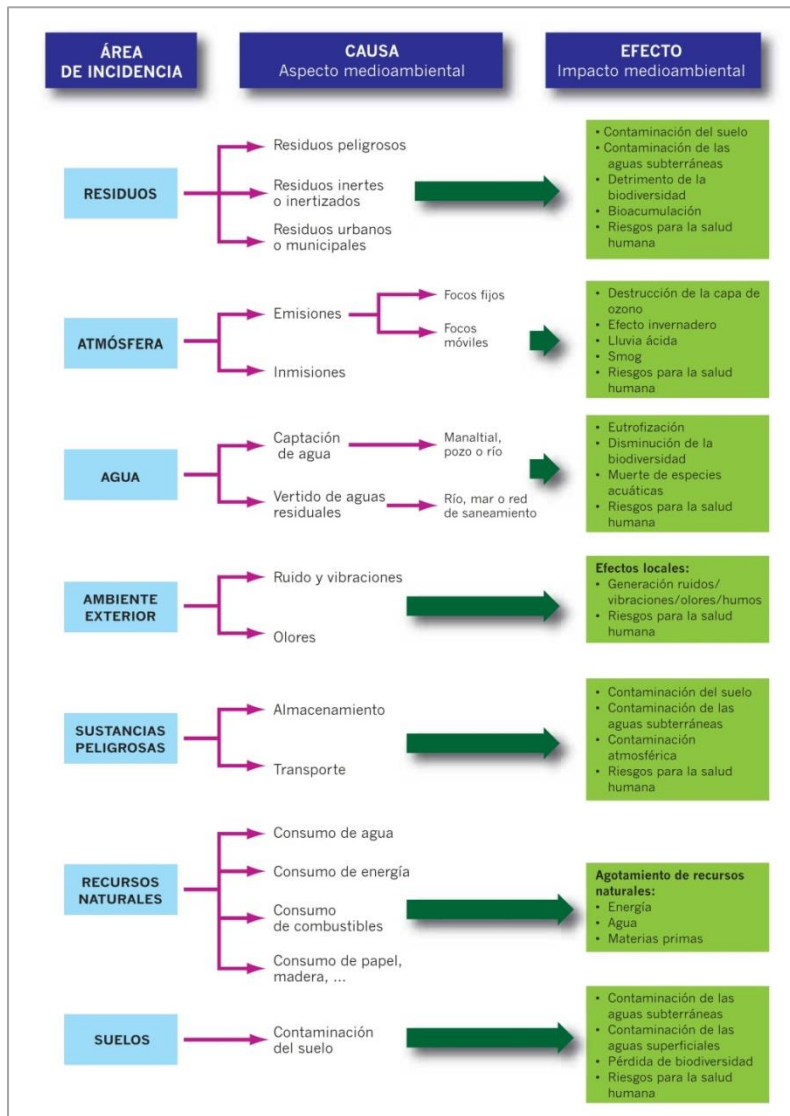 ÁREA
DE INCIDENCIA
CAUSA
Aspecto medioambiental
EFECTO
Impacto medioambiental
RESIDUOS
Residuos peligrosos
Residuos inertes
o inertizados
Residuos urbanos
o municipales
• Contaminación del suelo
• Contaminación de las
aguas subterráneas
• Detrimento de la
biodiversidad
• Bioacumulación
• Riesgos para la salud
humana
ATMÓSFERA
Emisiones
Focos fijos
Focos
móviles
Inmisiones
• Destrucción de la capa de
ozono
• Efecto invernadero
• Lluvia ácida
• Smog
• Riesgos para la salud
humana
AGUA
Captación
de agua
Manaltial,
pozo o río
Vertido de aguas
residuales
Río, mar o red
de saneamiento
• Eutrofización
• Disminución de la
biodiversidad
• Muerte de especies
acuáticas
• Riesgos para la salud
humana
AMBIENTE
EXTERIOR
Ruido y vibraciones
Olores
Efectos locales:
• Generación ruidos/
vibraciones/olores/humos
• Riesgos para la salud
humana
SUSTANCIAS
PELIGROSAS
Almacenamiento
Transporte
• Contaminación del suelo
• Contaminación de las
aguas subterráneas
• Contaminación
atmosférica
• Riesgos para la salud
humana
RECURSOS
NATURALES
Consumo de agua
Consumo de energía
Consumo
de combustibles
Consumo de papel,
madera, ...
Agotamiento de recursos
naturales:
• Energía
• Agua
• Materias primas
SUELOS
Contaminación
del suelo
• Contaminación de las
aguas subterráneas
• Contaminación de las
aguas superficiales
• Pérdida de biodiversidad
• Riesgos para la salud
humana